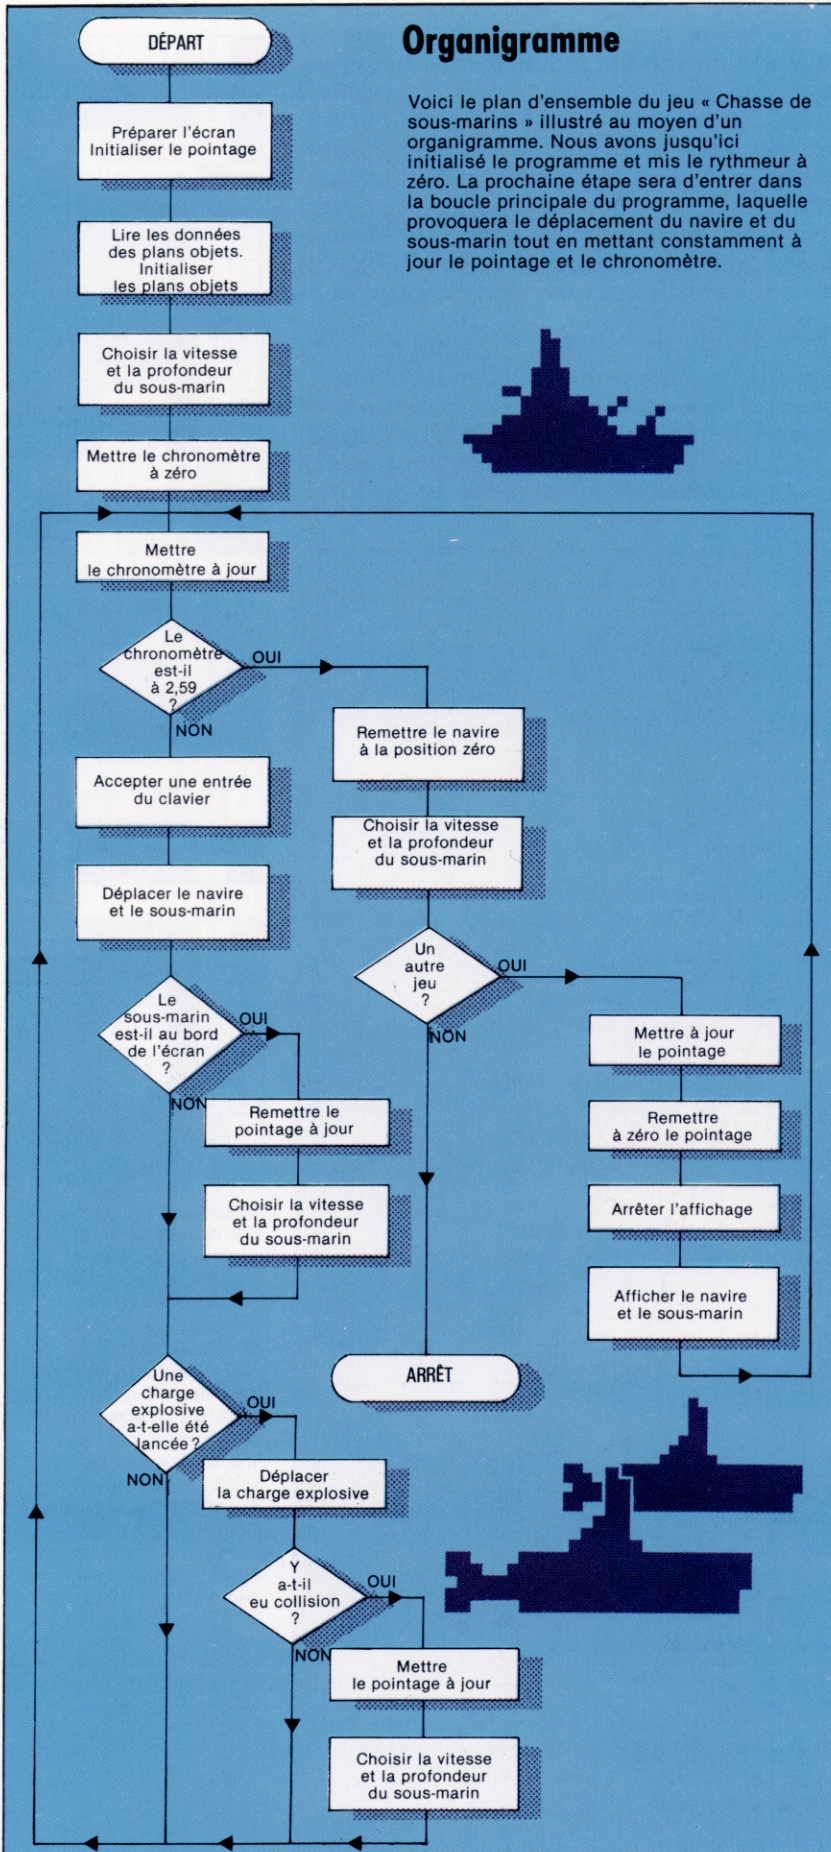 DÉPART
Organigramme
Voici le plan d'ensemble du jeu « Chasse de
sous-marins » illustré au moyen d'un
organigramme. Nous avons jusqu'ici
initialisé le programme et mis le rythmeur à
zéro. La prochaine étape sera d'entrer dans
la boucle principale du programme, laquelle
provoquera le déplacement du navire et du
sous-marin tout en mettant constamment à
jour le pointage et le chronomètre.
Préparer l'écran
Initialiser le pointage
Lire les données
des plans objets.
Initialiser
les plans objets
Choisir la vitesse
et la profondeur
du sous-marin
Mettre le chronomètre
à zéro
Mettre
le chronomètre à jour
Le
chronomètre
est-il
à 2,59
?
OUI
NON
Remettre le navire
à la position zéro
Accepter une entrée
du clavier
Choisir la vitesse
et la profondeur
du sous-marin
Déplacer le navire
et le sous-marin
Un
autre
jeu
?
OUI
NON
Le
sous-marin
est-il au bord
de l'écran
?
OUI
NON
Mettre à jour
le pointage
Remettre le
pointage à jour
Remettre
à zéro le pointage
Choisir la vitesse
et la profondeur
du sous-marin
Arrêter l'affichage
Afficher le navire
et le sous-marin
ARRÊT
Une
charge
explosive
a-t-elle été
lancée ?
OUI
NON
Déplacer
la charge explosive
Y
a-t-il
eu collision
?
OUI
NON
Mettre
le pointage à jour
Choisir la vitesse
et la profondeur
du sous-marin